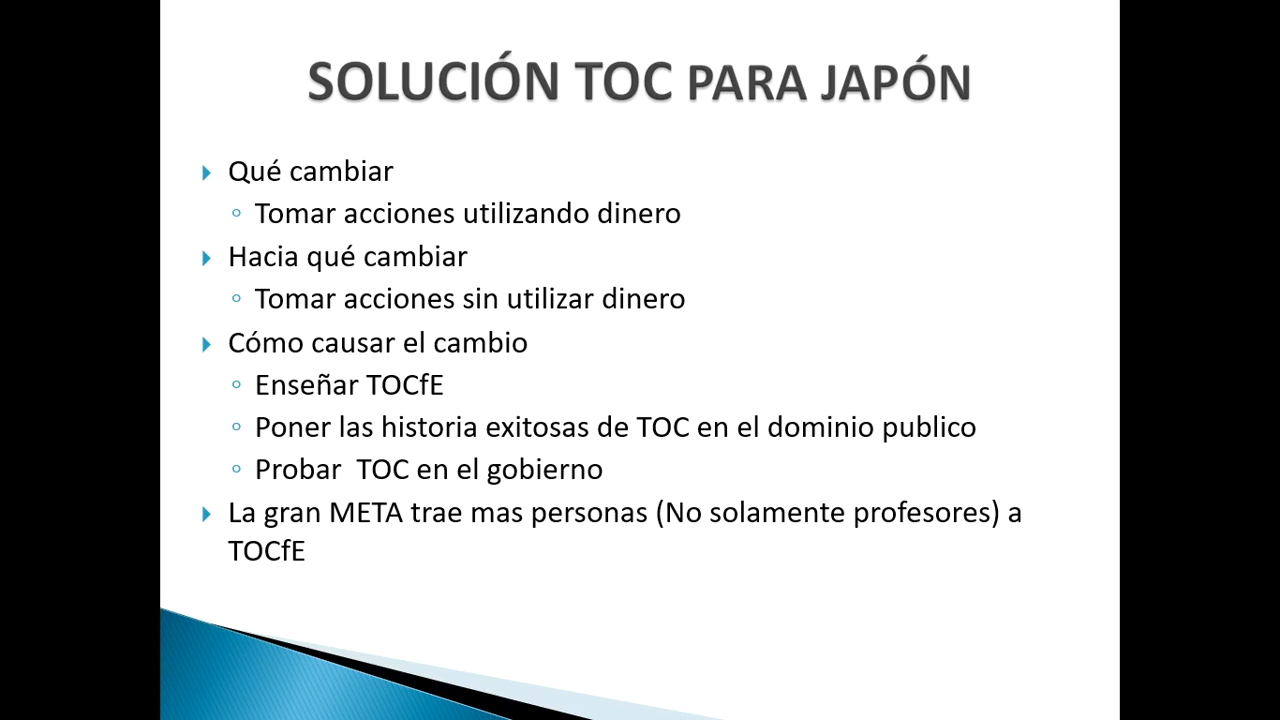 SOLUCIÓN TOC PARA JAPÓN
Qué cambiar
Tomar acciones utilizando dinero
Hacia qué cambiar
Tomar acciones sin utilizar dinero
Cómo causar el cambio
Enseñar TOCfE
Poner las historia exitosas de TOC en el dominio publico
Probar  TOC en el gobierno
La gran META trae mas personas (No solamente profesores) a
TOCfE